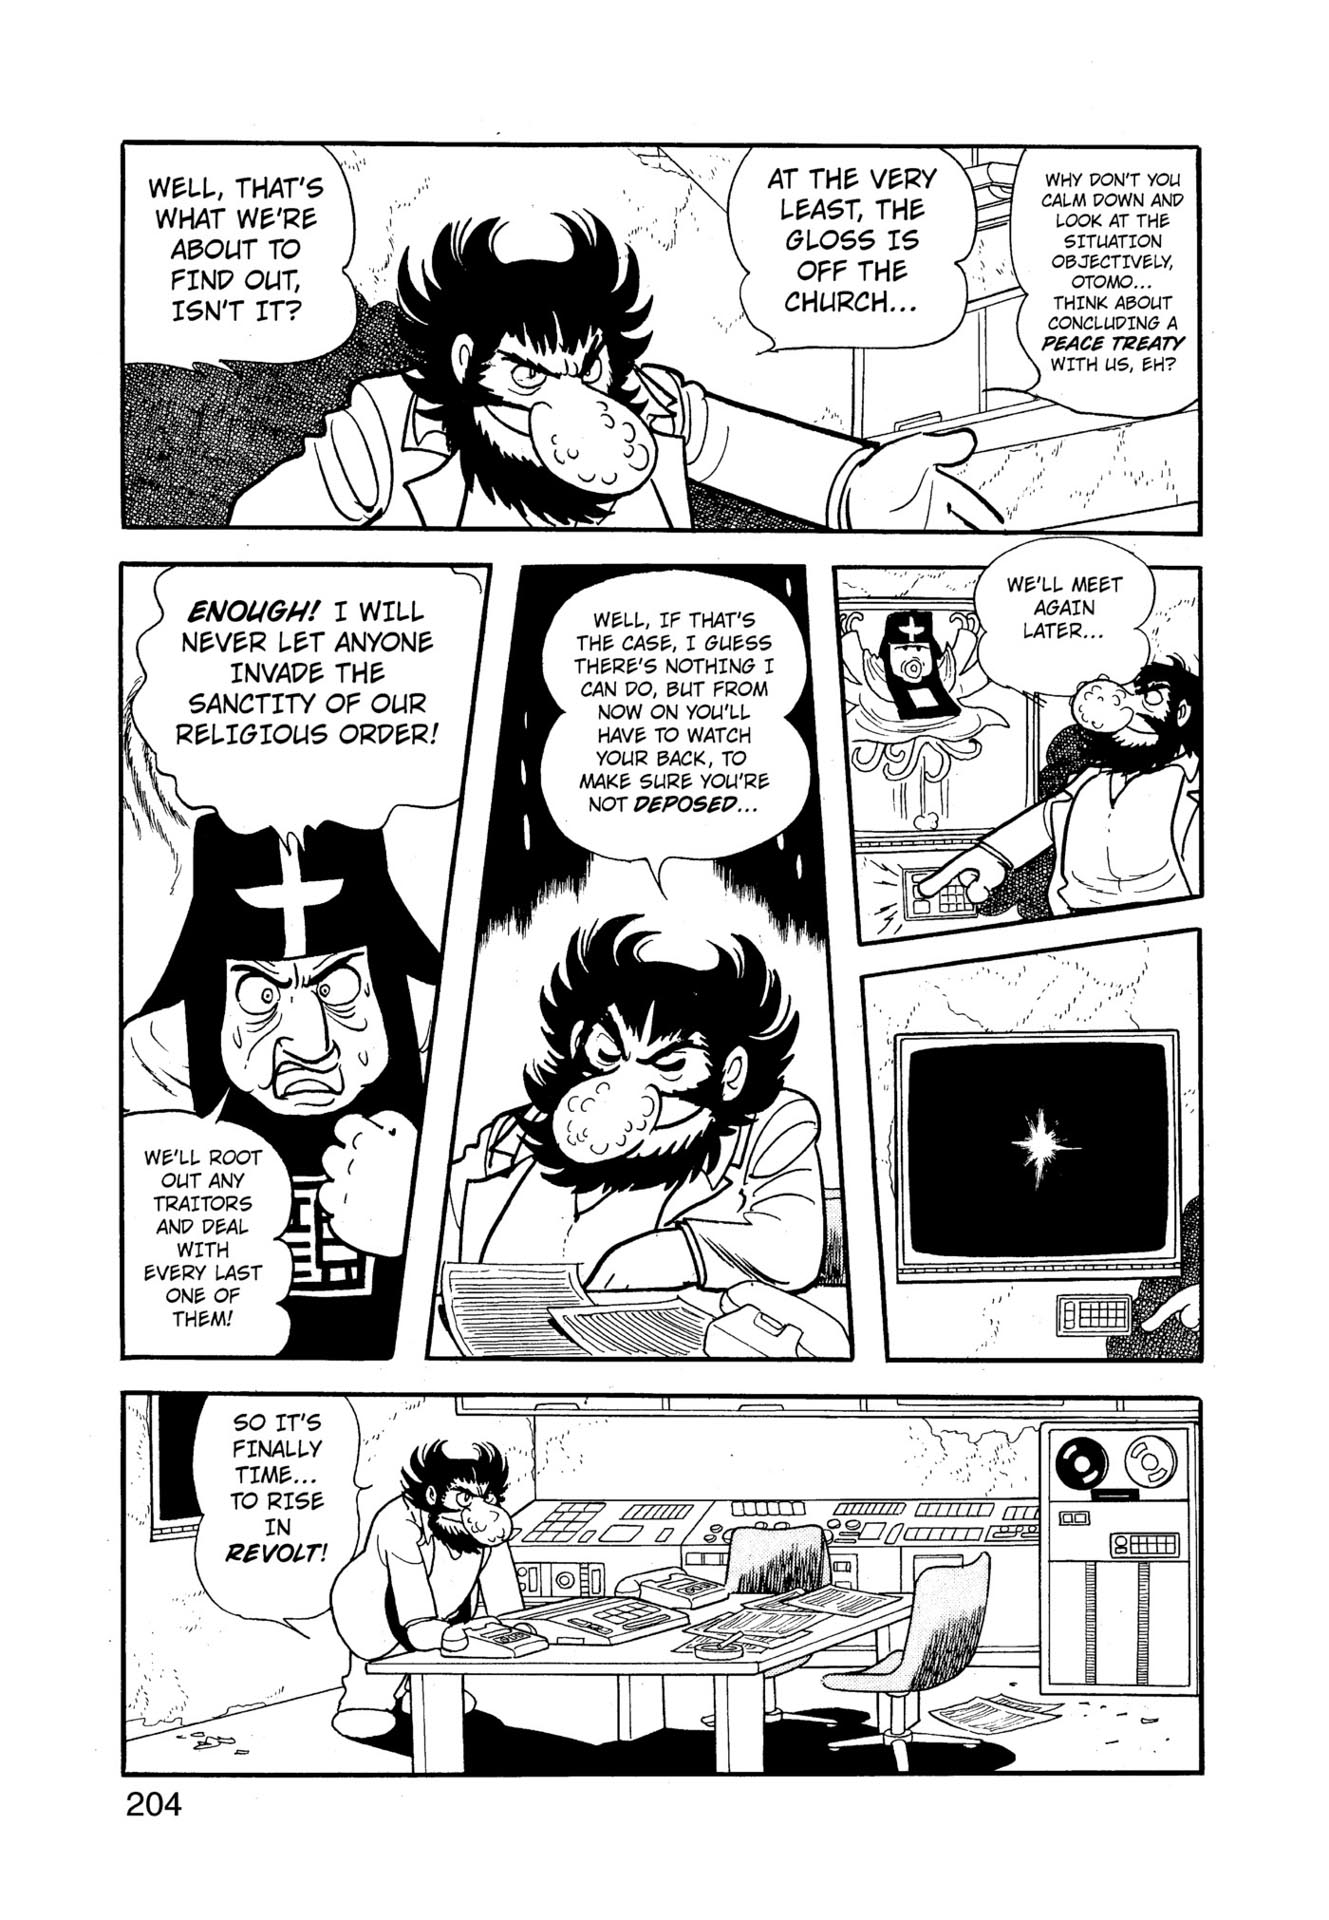 WELL, THAT'S
WHAT WE'RE
ABOUT TO
FIND OUT,
ISN'T IT?
AT THE VERY
LEAST, THE
GLOSS IS
OFF THE
CHURCH...
WHY DON'T YOU
CALM DOWN AND
LOOK AT THE
SITUATION
OBJECTIVELY,
OTOMO...
THINK ABOUT
CONCLUDING A
PEACE TREATY
WITH US, EH?
ENOUGH! I WILL
NEVER LET ANYONE
INVADE THE
SANCTITY OF OUR
RELIGIOUS ORDER!
WE'LL ROOT
OUT ANY
TRAITORS
AND DEAL
WITH
EVERY LAST
ONE OF
THEM!
WELL, IF THAT'S
THE CASE, I GUESS
THERE'S NOTHING I
CAN DO, BUT FROM
NOW ON YOU'LL
HAVE TO WATCH
YOUR BACK, TO
MAKE SURE YOU'RE
NOT DEPOSED...
WE'LL MEET
AGAIN
LATER...
SO IT'S
FINALLY
TIME...
TO RISE
IN
REVOLT!
204